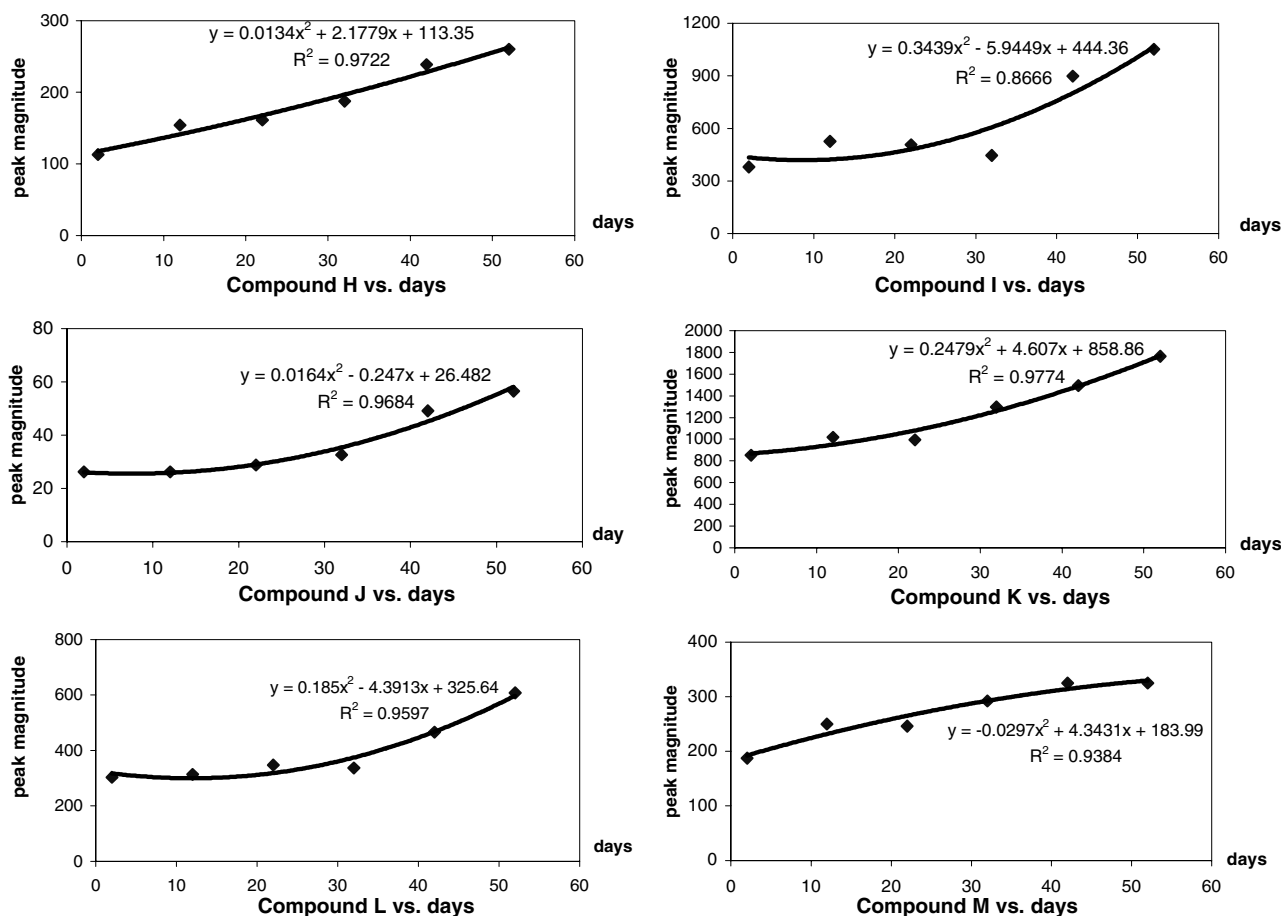 300
200
100
0
peak magnitude
y = 0.0134x² + 2.1779x + 113.35
R² = 0.9722
days
0 10 20 30 40 50 60
Compound H vs. days
1200
900
600
300
0
peak magnitude
y = 0.3439x² - 5.9449x + 444.36
R² = 0.8666
days
0 10 20 30 40 50 60
Compound I vs. days
80
60
40
20
0
peak magnitude
y = 0.0164x² - 0.247x + 26.482
R² = 0.9684
day
0 10 20 30 40 50 60
Compound J vs. days
2000
1800
1600
1400
1200
1000
800
600
400
200
0
peak magnitude
y = 0.2479x² + 4.607x + 858.86
R² = 0.9774
days
0 10 20 30 40 50 60
Compound K vs. days
800
600
400
200
0
peak magnitude
y = 0.185x² - 4.3913x + 325.64
R² = 0.9597
days
0 10 20 30 40 50 60
Compound L vs. days
400
300
200
100
0
peak magnitude
y = -0.0297x² + 4.3431x + 183.99
R² = 0.9384
days
0 10 20 30 40 50 60
Compound M vs. days